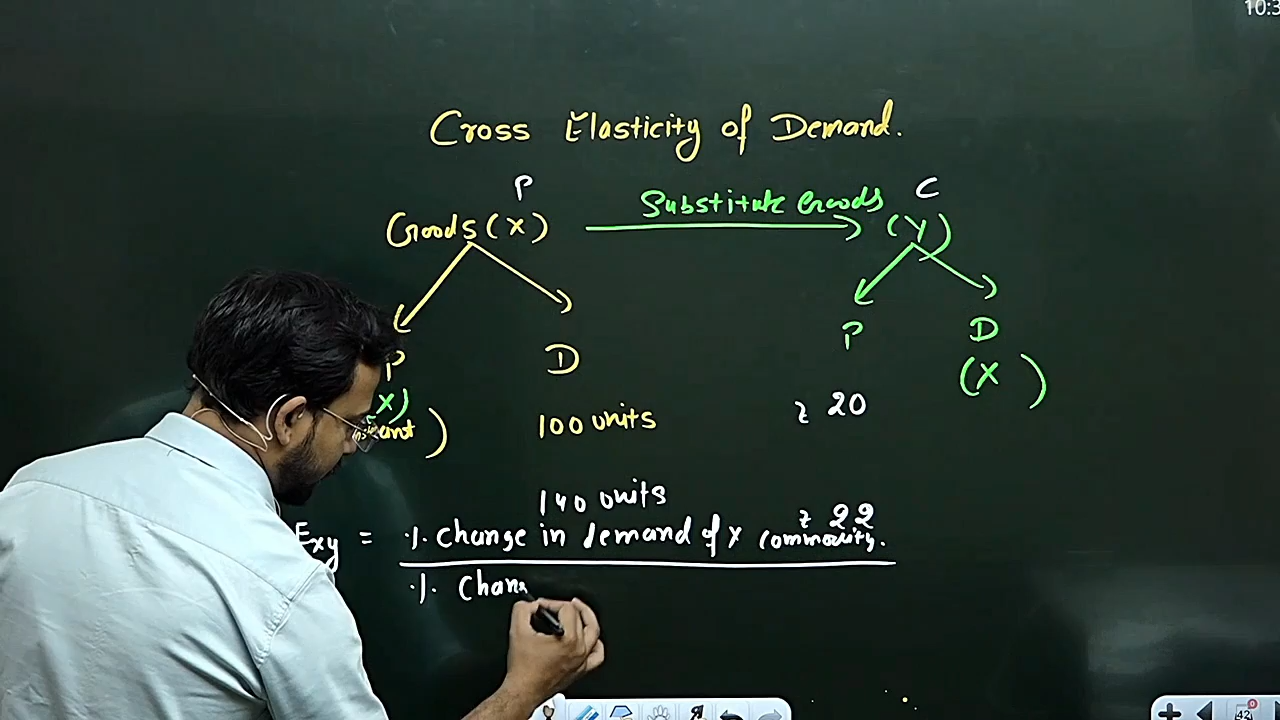 10:3
Cross Elasticity of Demand.
P
C
Substitute Goods
Goods (X)
(Y)
P
D
P
D
X)
(X )
100 units
₹ 20
140 units
₹ 22
Exy = % Change in demand of x commodity.
% Chan